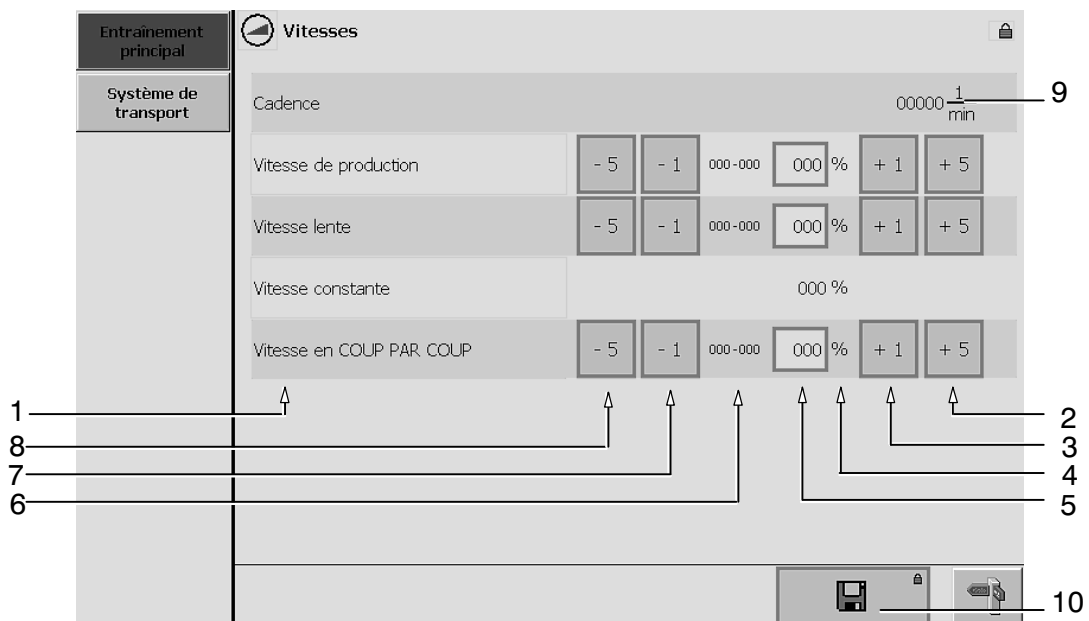 Entraînement
principal
Vitesses
Système de
transport
Cadence 00000 1/min 9
Vitesse de production - 5 - 1 000-000 000 % + 1 + 5
Vitesse lente - 5 - 1 000-000 000 % + 1 + 5
Vitesse constante 000 %
Vitesse en COUP PAR COUP - 5 - 1 000-000 000 % + 1 + 5
1
2
8
3
7
4
6
5
10